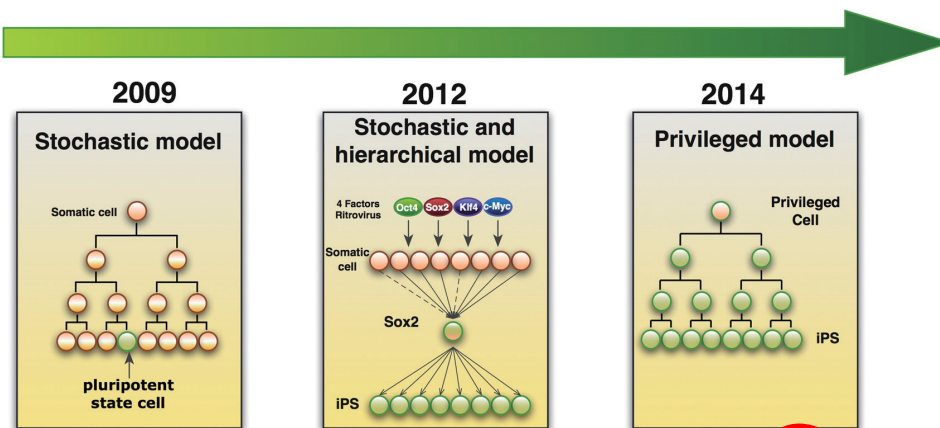 2009
Stochastic model
Somatic cell
pluripotent
state cell
2012
Stochastic and
hierarchical model
4 Factors
Ritrovirus
Oct4 Sox2 Klf4 c-Myc
Somatic
cell
Sox2
iPS
2014
Privileged model
Privileged
Cell
iPS